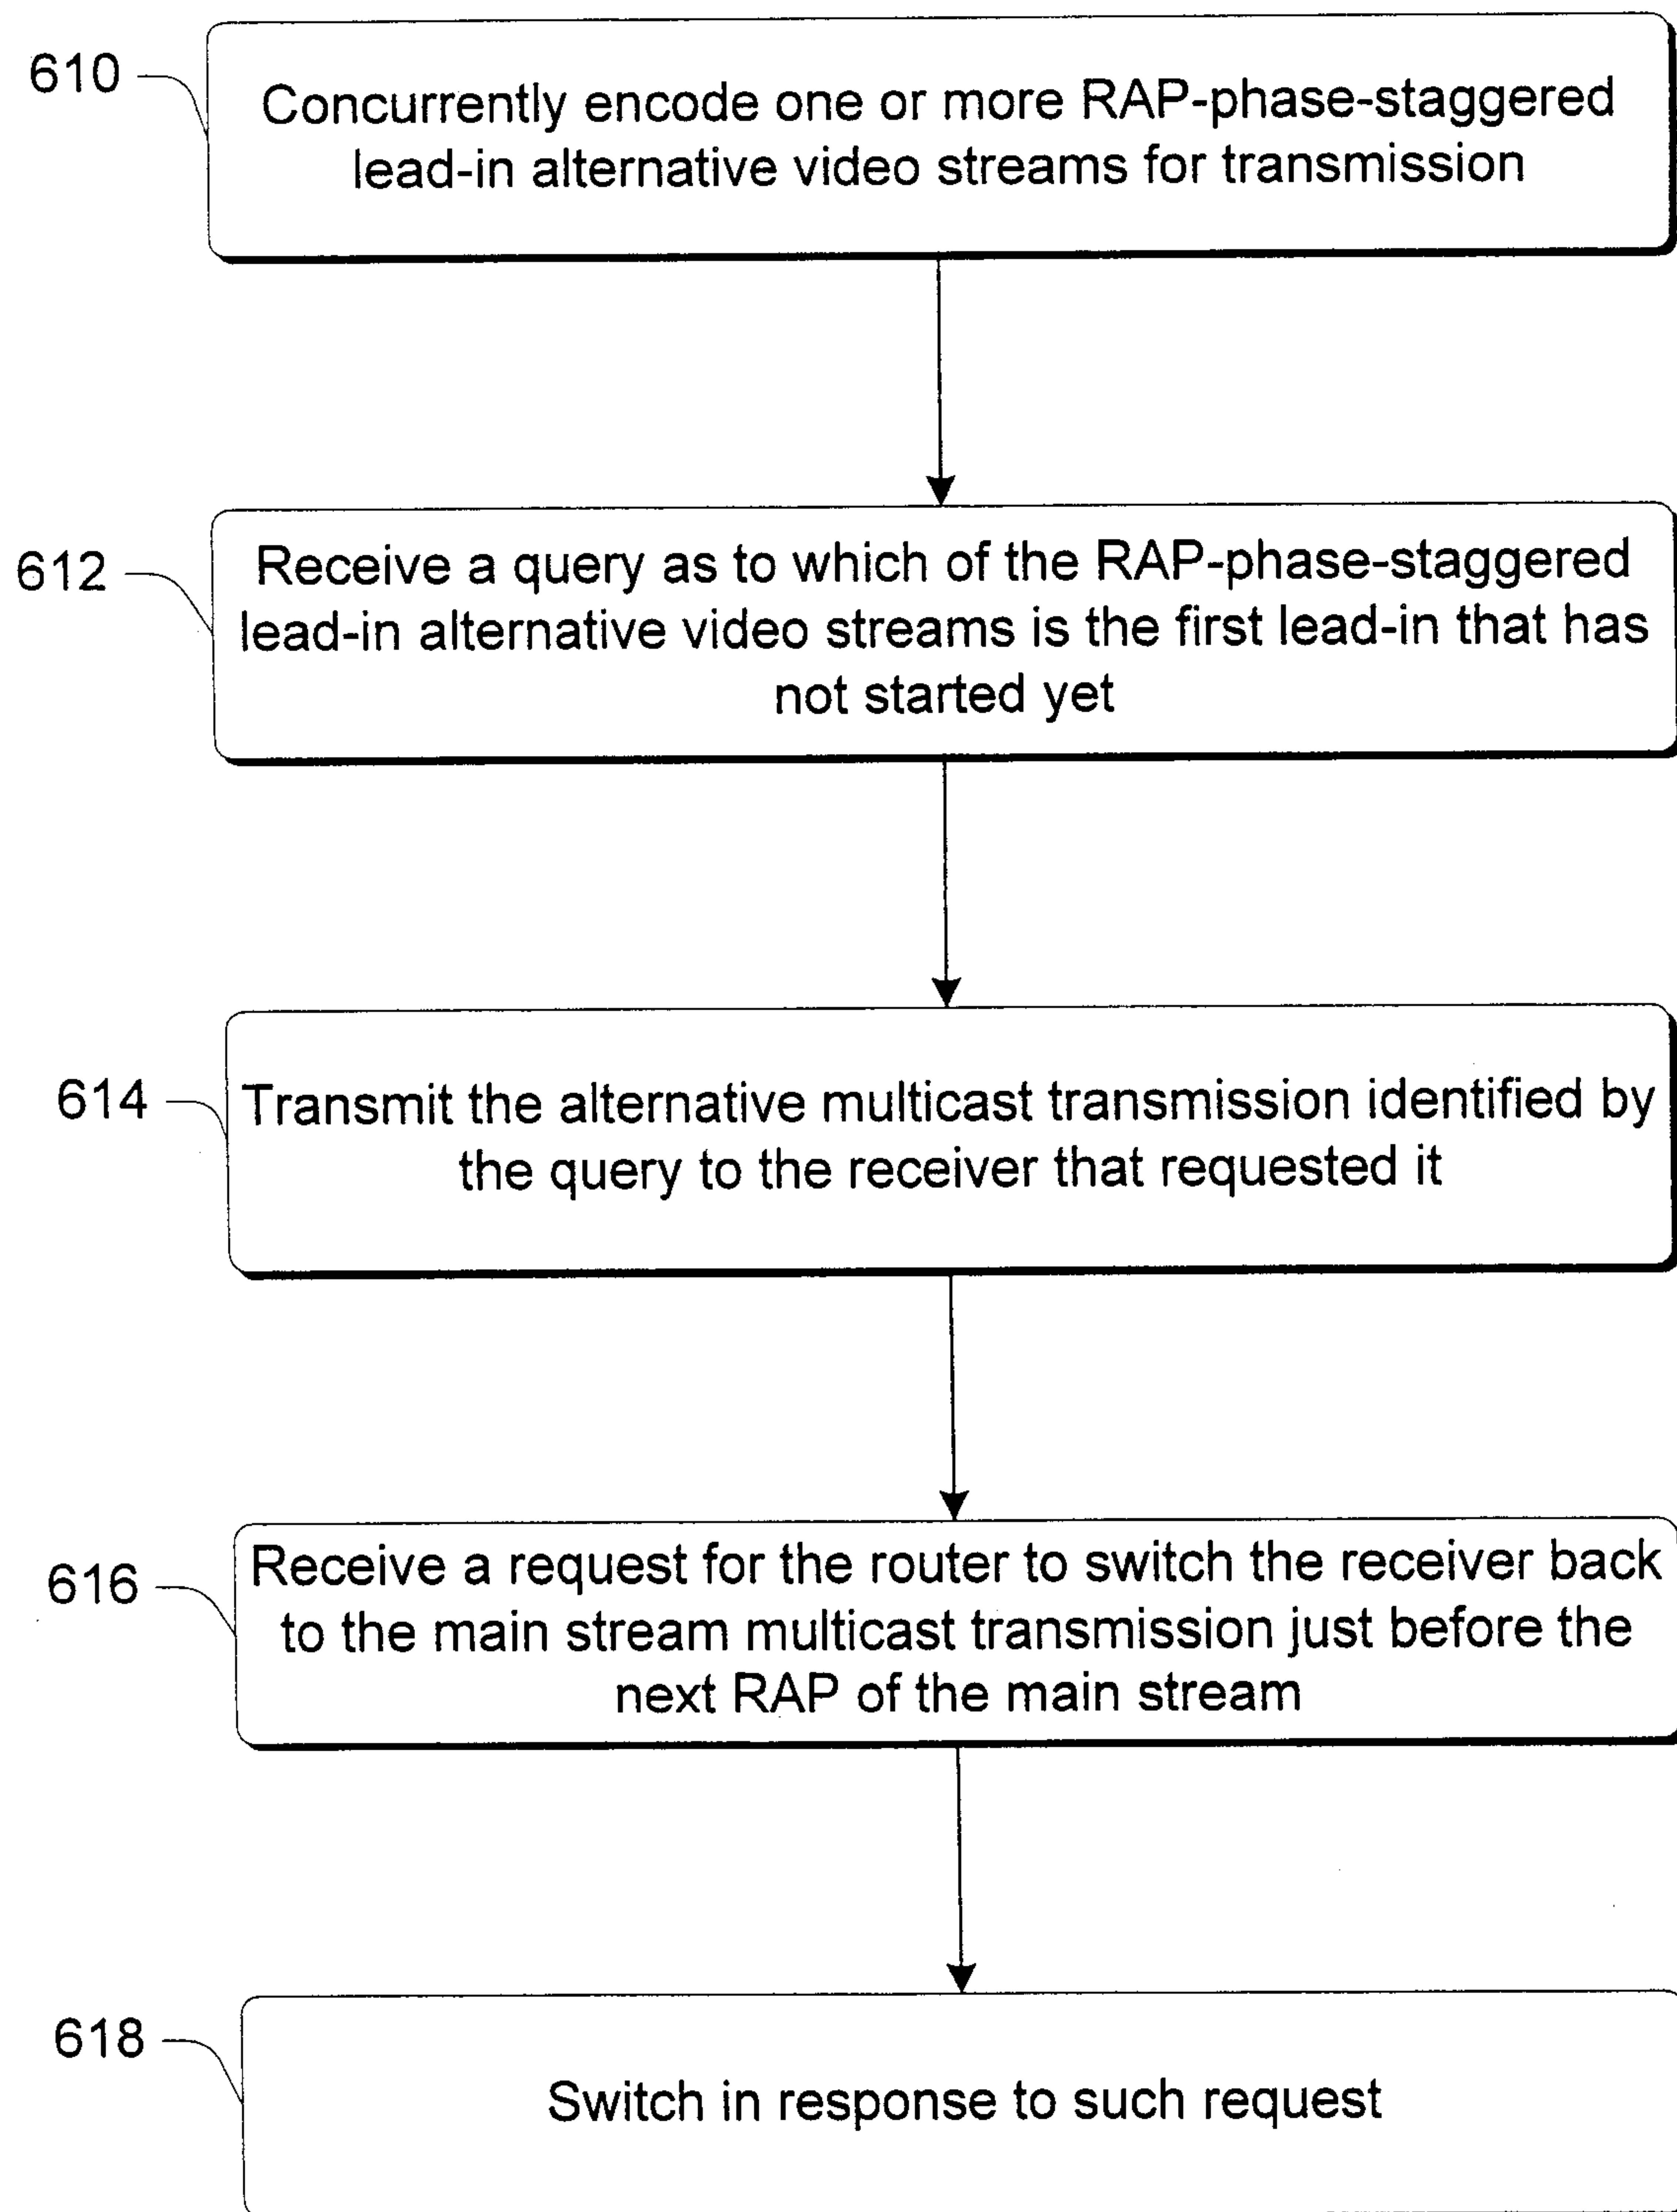 610
Concurrently encode one or more RAP-phase-staggered
lead-in alternative video streams for transmission
612
Receive a query as to which of the RAP-phase-staggered
lead-in alternative video streams is the first lead-in that has
not started yet
614
Transmit the alternative multicast transmission identified by
the query to the receiver that requested it
616
Receive a request for the router to switch the receiver back
to the main stream multicast transmission just before the
next RAP of the main stream
618
Switch in response to such request